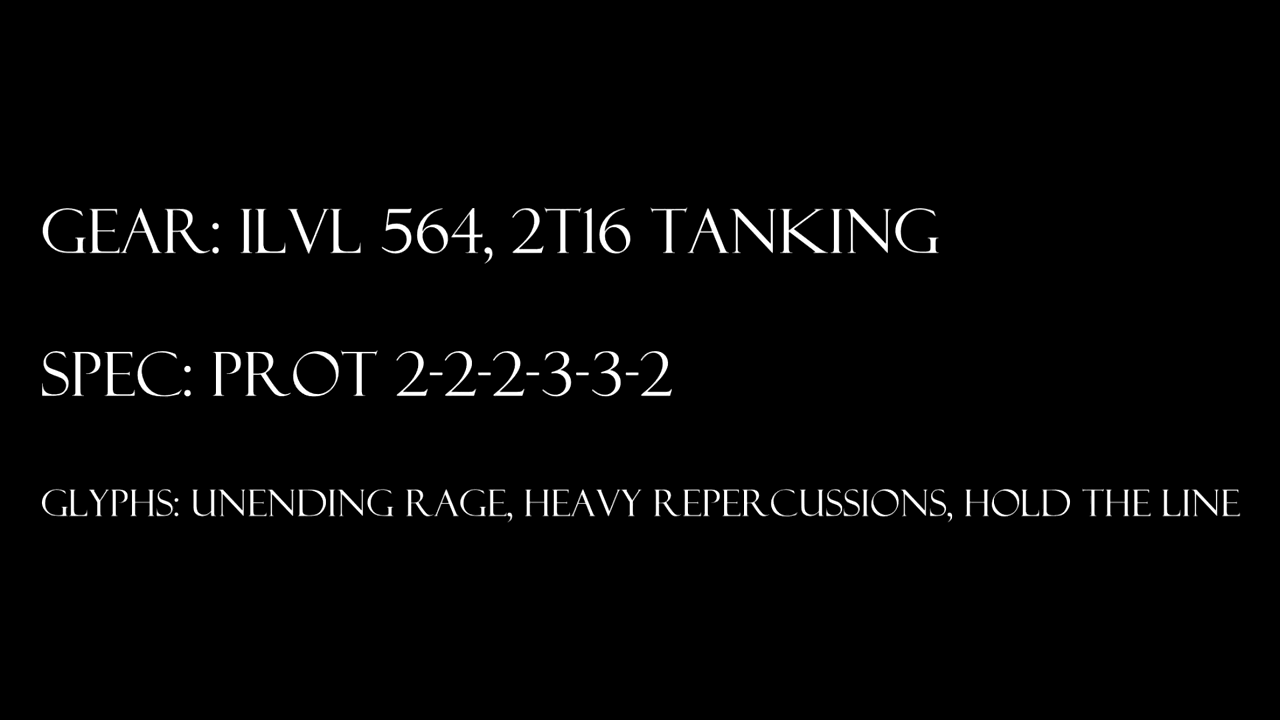 GEAR: ILVL 564, 2T16 TANKING
SPEC: PROT 2-2-2-3-3-2
GLYPHS: UNENDING RAGE, HEAVY REPERCUSSIONS, HOLD THE LINE